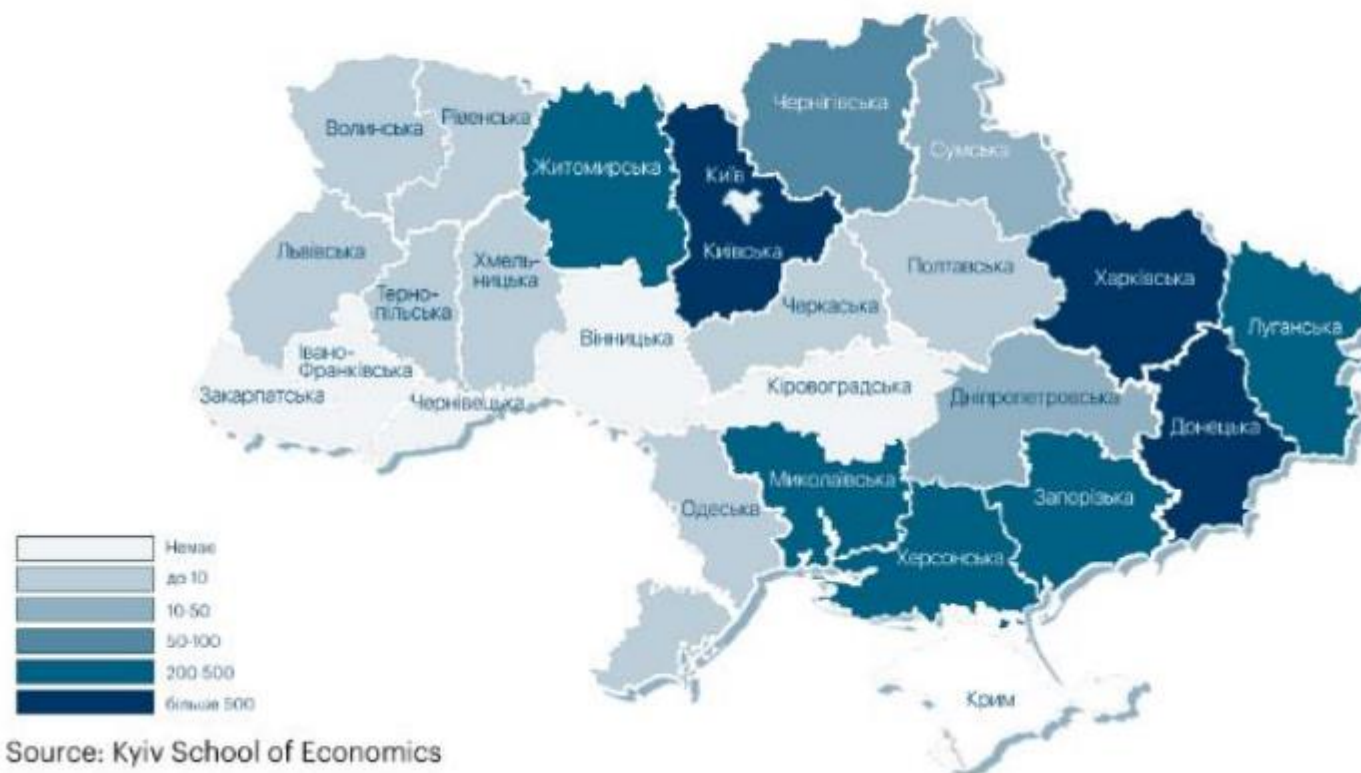 Чернігівська
Волинська
Рівенська
Сумська
Житомирська
Київ
Львівська
Хмель-
ницька
Київська
Полтавська
Харківська
Терно-
пільська
Черкаська
Луганська
Вінницька
Івано-
Франківська
Закарпатська
Чернівецька
Кіровоградська
Дніпропетровська
Донецька
Миколаївська
Запорізька
Одеська
Херсонська
Крим
Немає
до 10
10-50
50-100
200-500
більше 500
Source: Kyiv School of Economics